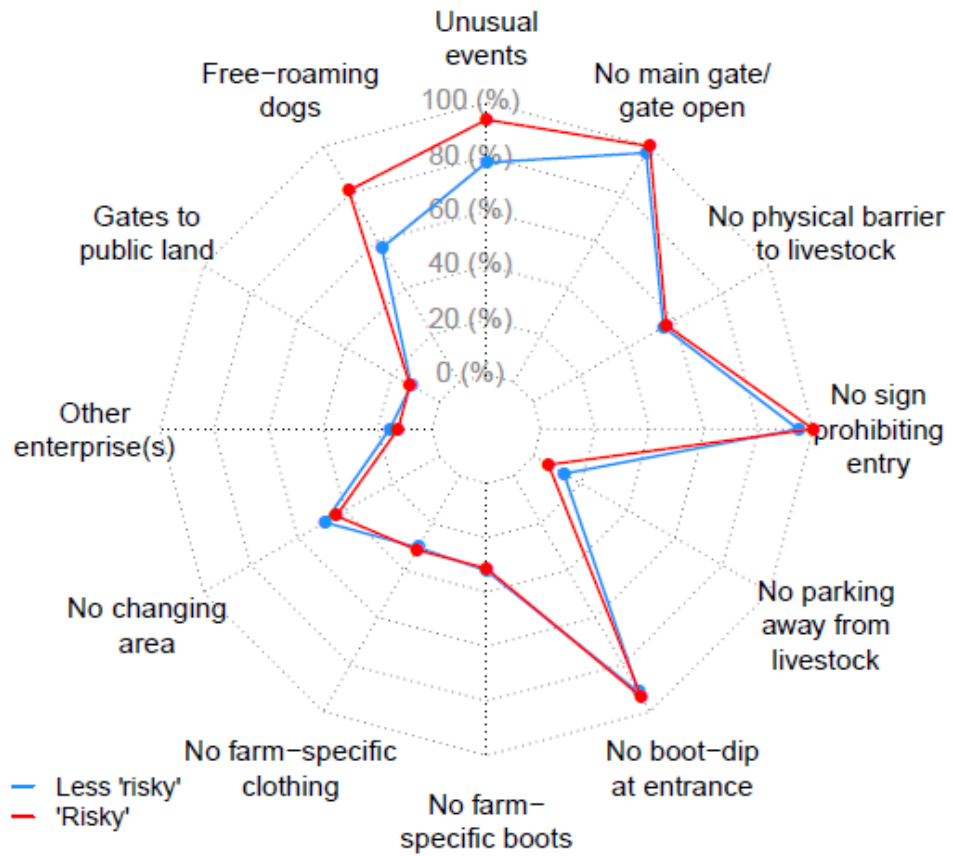 Unusual
events
Free−roaming
dogs
No main gate/
gate open
100 (%)
80 (%)
60 (%)
40 (%)
20 (%)
0 (%)
Gates to
public land
No physical barrier
to livestock
Other
enterprise(s)
No sign
prohibiting
entry
No changing
area
No parking
away from
livestock
No farm−specific
clothing
No boot−dip
at entrance
No farm−
specific boots
Less 'risky'
'Risky'